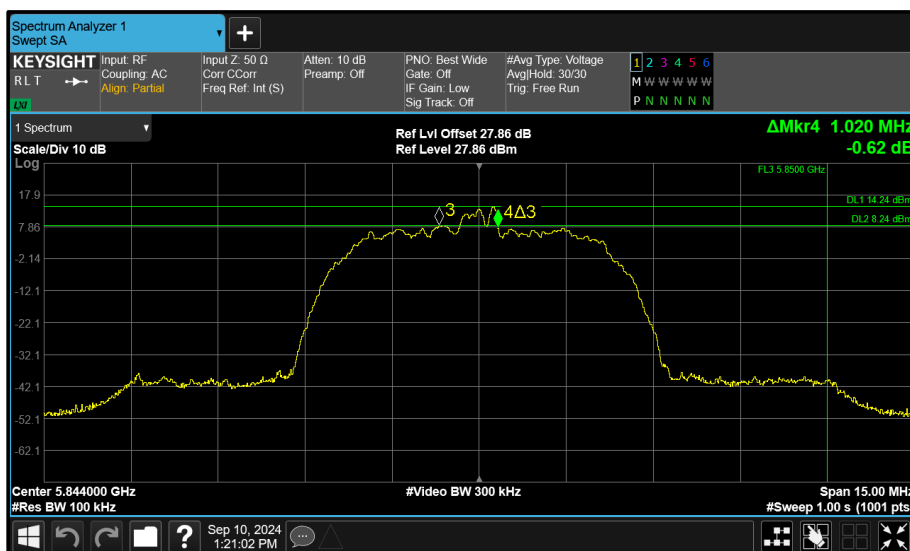 Spectrum Analyzer 1
Swept SA
+
KEYSIGHT
RLT
LXI
Input: RF
Coupling: AC
Align: Partial
Input Z: 50 Ω
Corr CCorr
Freq Ref: Int (S)
Atten: 10 dB
Preamp: Off
PNO: Best Wide
Gate: Off
IF Gain: Low
Sig Track: Off
#Avg Type: Voltage
Avg|Hold: 30/30
Trig: Free Run
1 2 3 4 5 6
M W W W W W
P N N N N N
1 Spectrum
Scale/Div 10 dB
Ref Lvl Offset 27.86 dB
Ref Level 27.86 dBm
ΔMkr4 1.020 MHz
-0.62 dB
Log
FL3 5.8500 GHz
17.9
DL1 14.24 dBm
3
4Δ3
DL2 8.24 dBm
7.86
-2.14
-12.1
-22.1
-32.1
-42.1
-52.1
-62.1
Center 5.844000 GHz
#Video BW 300 kHz
Span 15.00 MHz
#Res BW 100 kHz
#Sweep 1.00 s (1001 pts
?
Sep 10, 2024
1:21:02 PM